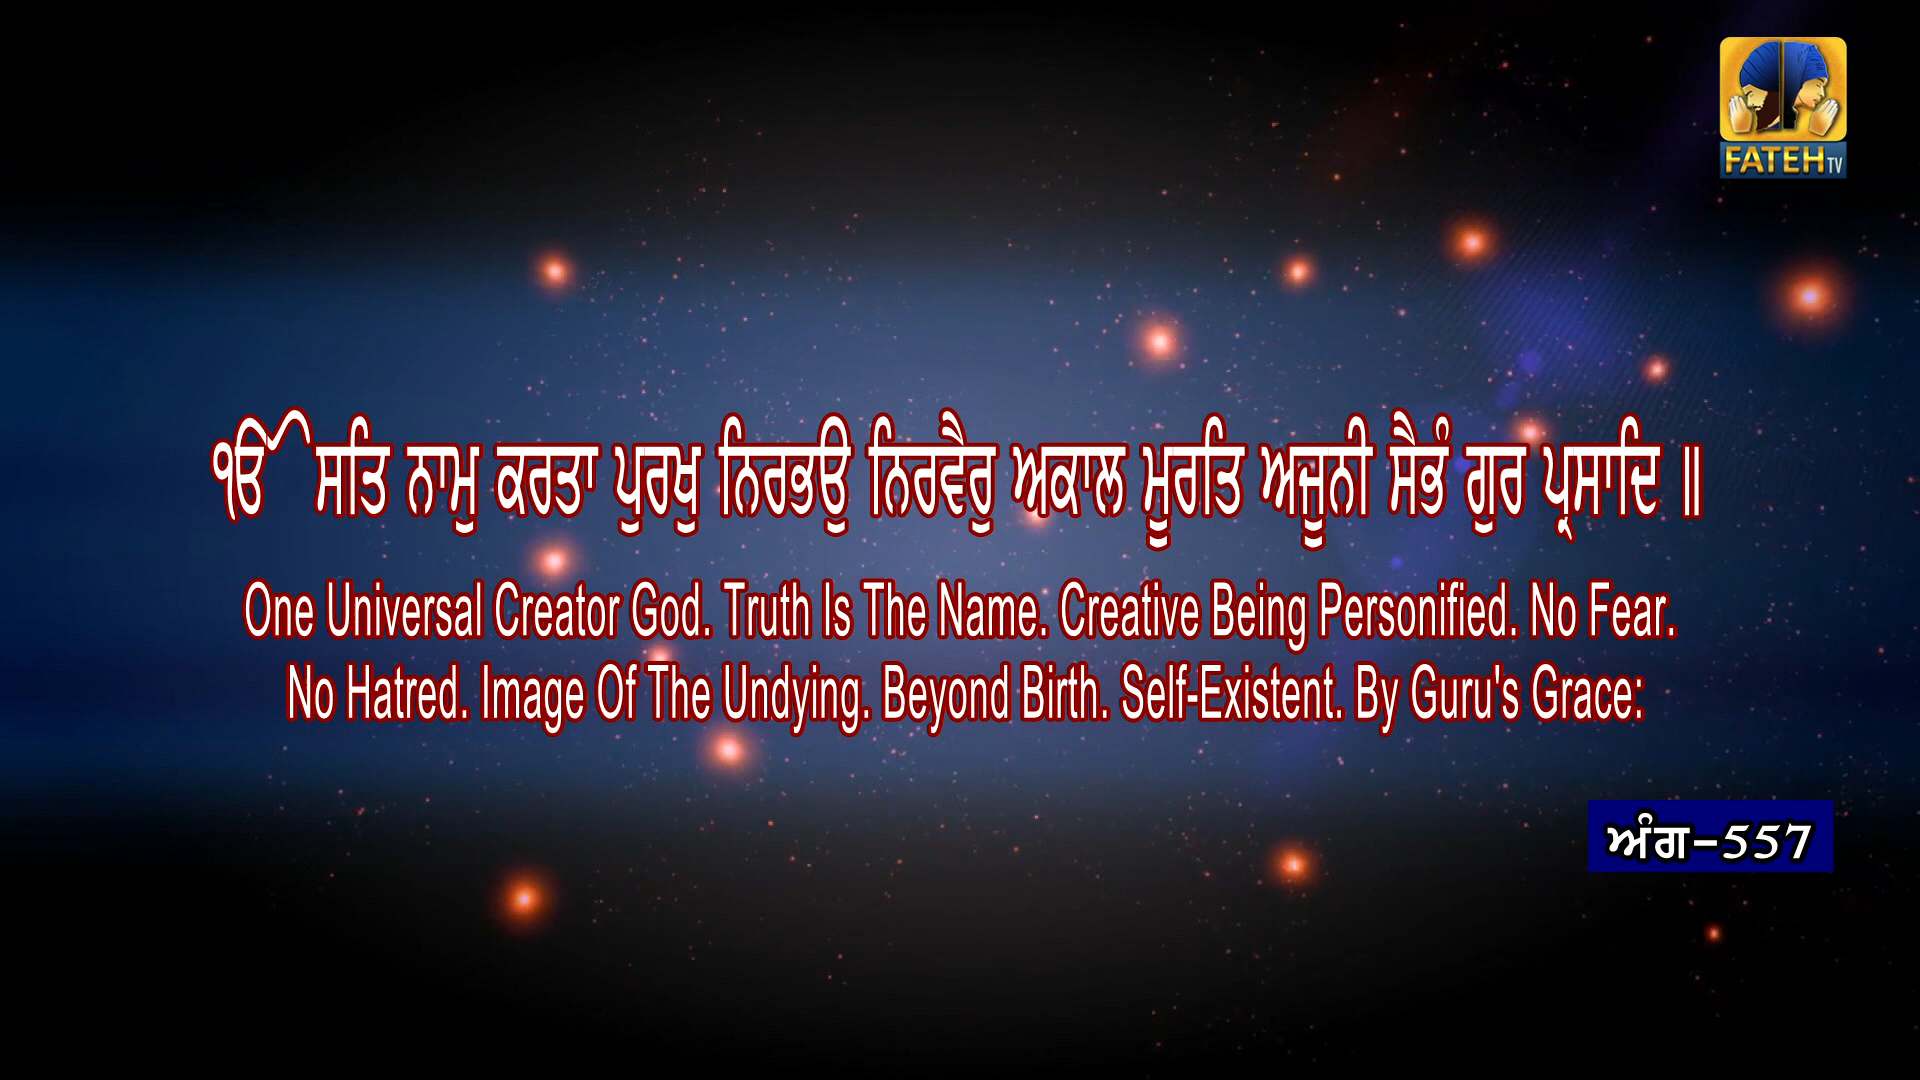 FATEH TV
ੴ ਸਤਿ ਨਾਮੁ ਕਰਤਾ ਪੁਰਖੁ ਨਿਰਭਉ ਨਿਰਵੈਰੁ ਅਕਾਲ ਮੂਰਤਿ ਅਜੂਨੀ ਸੈਭੰ ਗੁਰ ਪ੍ਰਸਾਦਿ ॥
One Universal Creator God. Truth Is The Name. Creative Being Personified. No Fear.
No Hatred. Image Of The Undying. Beyond Birth. Self-Existent. By Guru's Grace:
ਅੰਗ-557